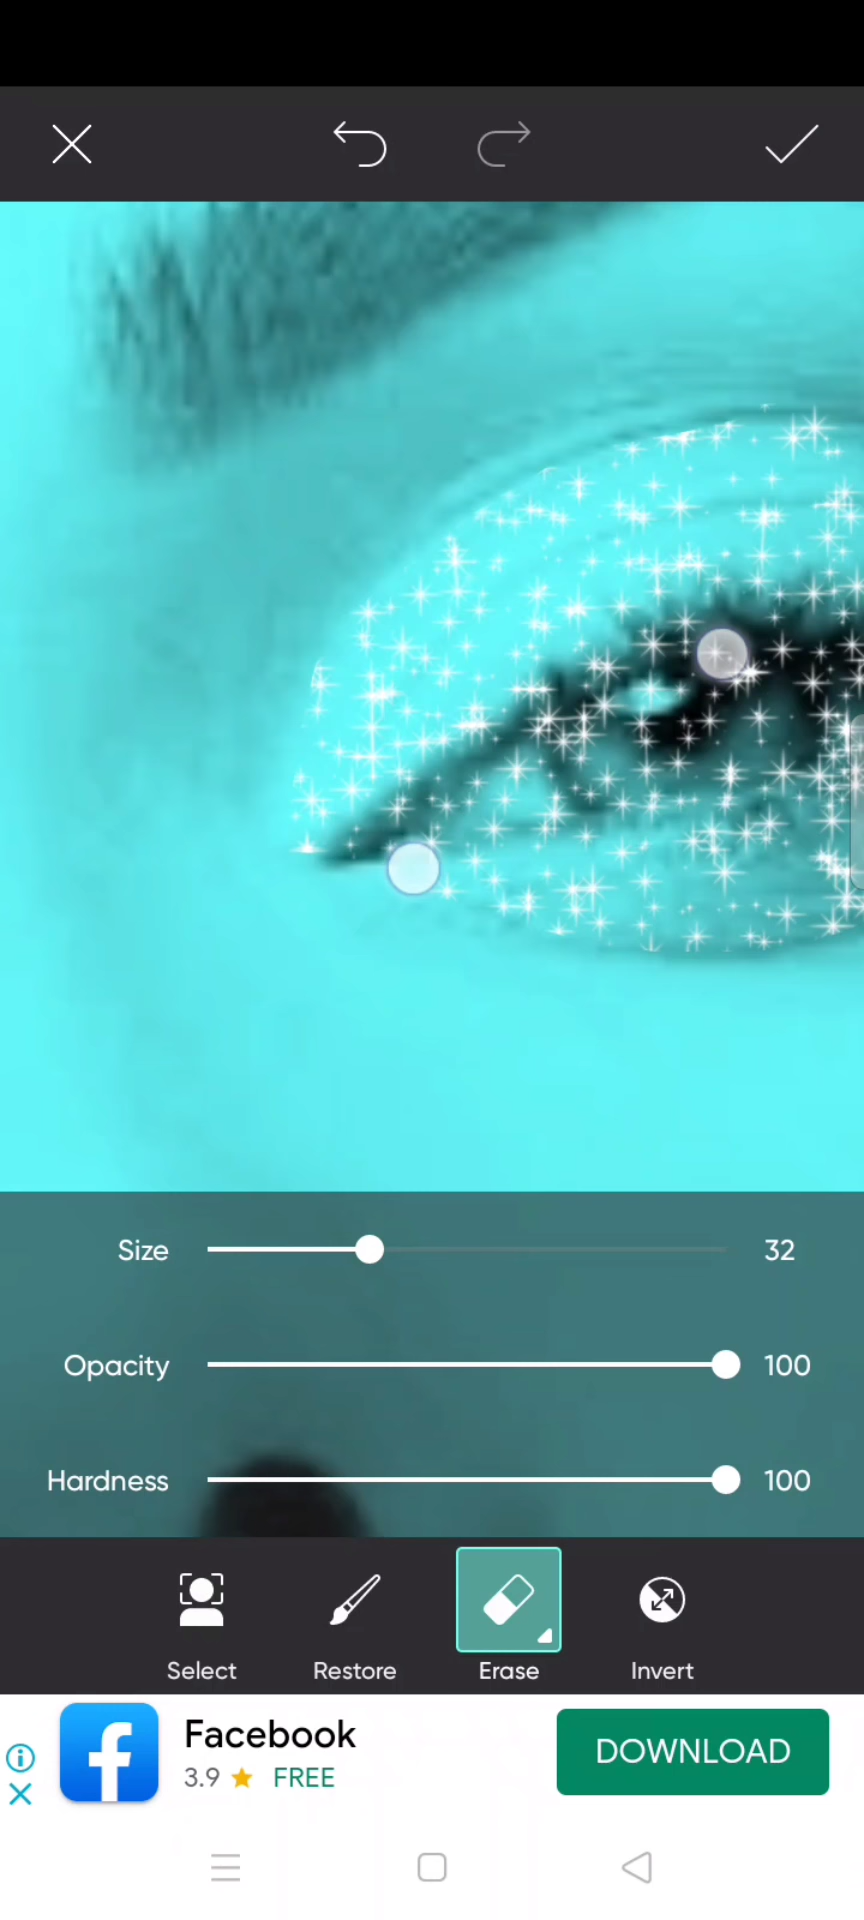 Size 32
Opacity 100
Hardness 100
Select Restore Erase Invert
Facebook
3.9 FREE
DOWNLOAD